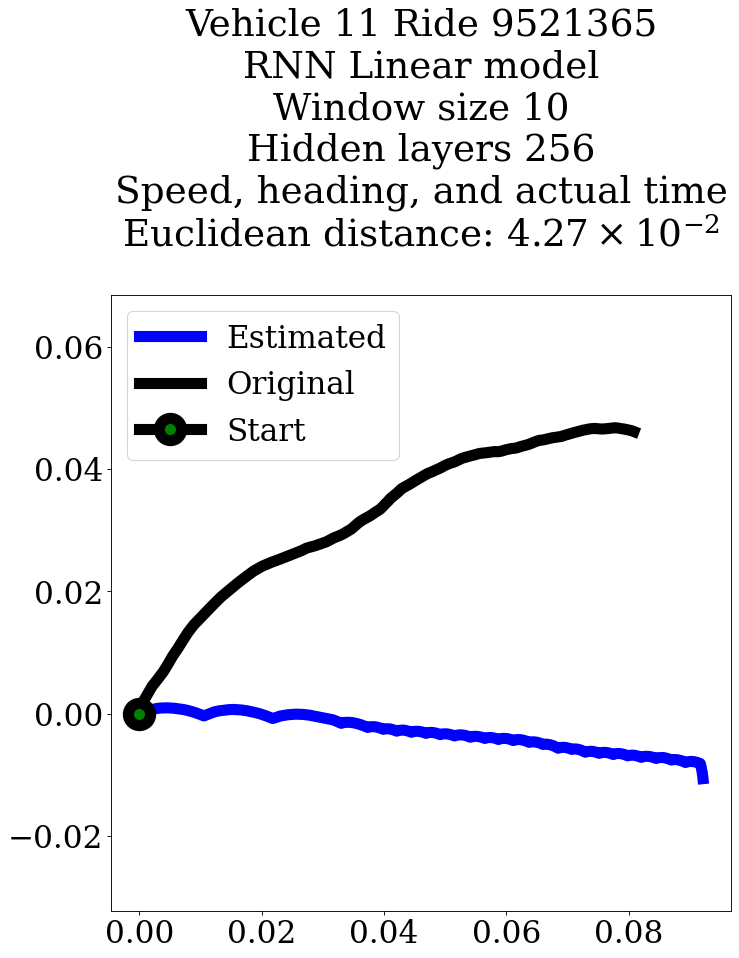 Vehicle 11 Ride 9521365
RNN Linear model
Window size 10
Hidden layers 256
Speed, heading, and actual time
Euclidean distance: 4.27 × 10⁻²
Estimated
Original
Start
0.06
0.04
0.02
0.00
−0.02
0.00 0.02 0.04 0.06 0.08